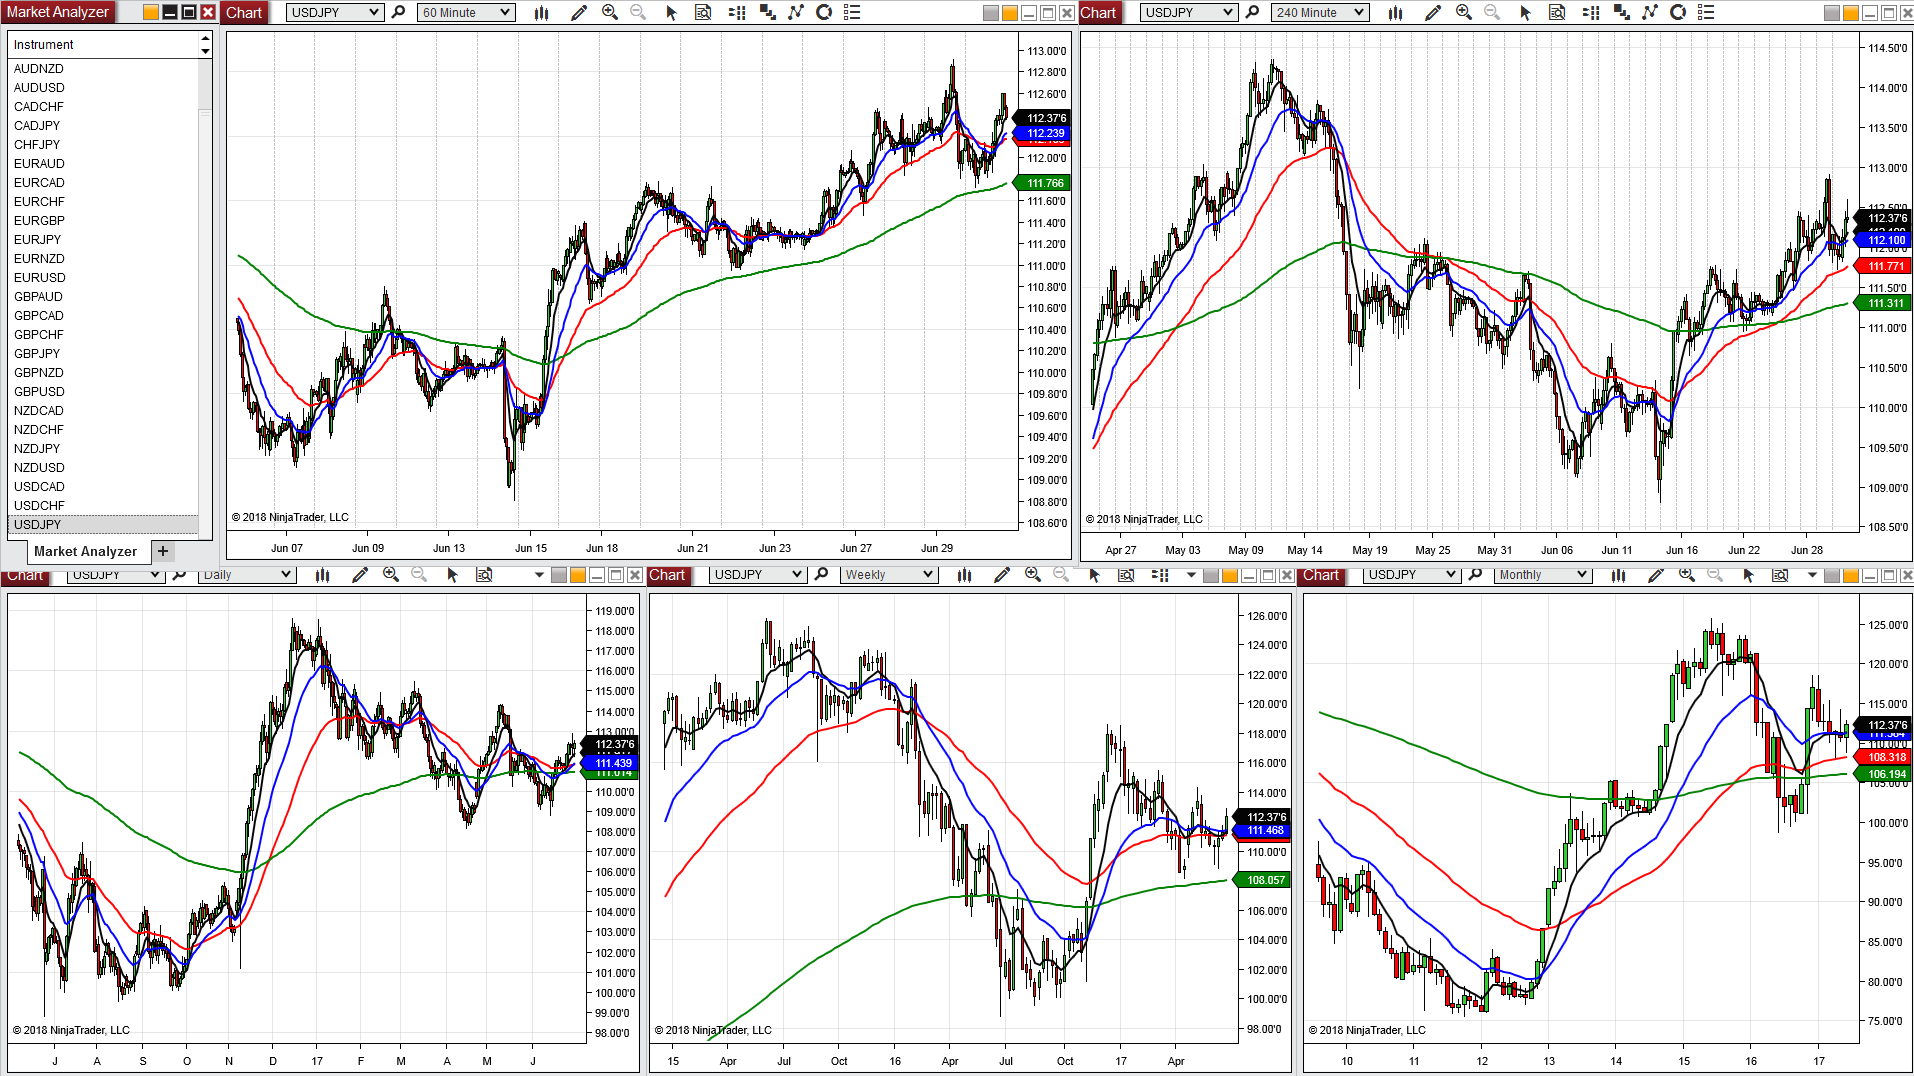 Market Analyzer
Instrument
AUDNZD
AUDUSD
CADCHF
CADJPY
CHFJPY
EURAUD
EURCAD
EURCHF
EURGBP
EURJPY
EURNZD
EURUSD
GBPAUD
GBPCAD
GBPCHF
GBPJPY
GBPNZD
GBPUSD
NZDCAD
NZDCHF
NZDJPY
NZDUSD
USDCAD
USDCHF
USDJPY
Market Analyzer +
Chart USDJPY 60 Minute
113.00'0
112.80'0
112.60'0
112.37'6
112.239
112.00'0
111.766
111.60'0
111.40'0
111.20'0
111.00'0
110.80'0
110.60'0
110.40'0
110.20'0
110.00'0
109.80'0
109.60'0
109.40'0
109.20'0
109.00'0
108.80'0
108.60'0
© 2018 NinjaTrader, LLC
Jun 07 Jun 09 Jun 13 Jun 15 Jun 18 Jun 21 Jun 23 Jun 27 Jun 29
Chart USDJPY 240 Minute
114.50'0
114.00'0
113.50'0
113.00'0
112.37'6
112.100
111.771
111.50'0
111.311
111.00'0
110.50'0
110.00'0
109.50'0
109.00'0
108.50'0
© 2018 NinjaTrader, LLC
Apr 27 May 03 May 09 May 14 May 19 May 25 May 31 Jun 06 Jun 11 Jun 16 Jun 22 Jun 28
Chart USDJPY Daily
119.00'0
118.00'0
117.00'0
116.00'0
115.00'0
114.00'0
113.00'0
112.37'6
111.439
110.00'0
109.00'0
108.00'0
107.00'0
106.00'0
105.00'0
104.00'0
103.00'0
102.00'0
101.00'0
100.00'0
99.00'0
98.00'0
© 2018 NinjaTrader, LLC
J A S O N D 17 F M A M J
Chart USDJPY Weekly
126.00'0
124.00'0
122.00'0
120.00'0
118.00'0
116.00'0
114.00'0
112.37'6
111.468
110.00'0
108.057
106.00'0
104.00'0
102.00'0
100.00'0
98.00'0
© 2018 NinjaTrader, LLC
15 Apr Jul Oct 16 Apr Jul Oct 17 Apr
Chart USDJPY Monthly
125.00'0
120.00'0
115.00'0
112.37'6
108.318
106.194
105.00'0
100.00'0
95.00'0
90.00'0
85.00'0
80.00'0
75.00'0
© 2018 NinjaTrader, LLC
10 11 12 13 14 15 16 17